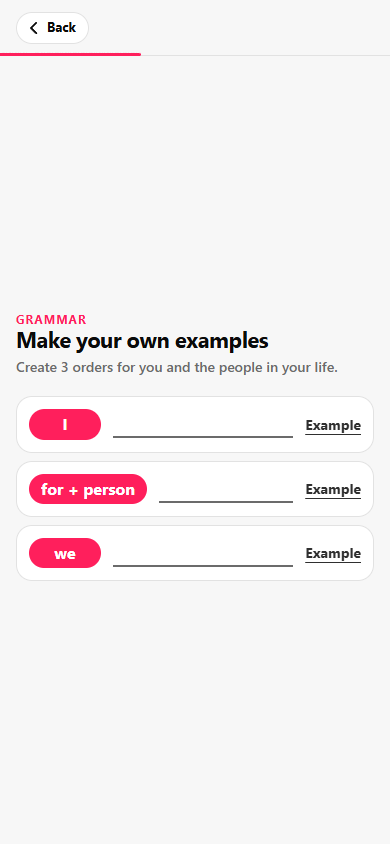 Back
GRAMMAR
Make your own examples
Create 3 orders for you and the people in your life.
I Example
for + person Example
we Example